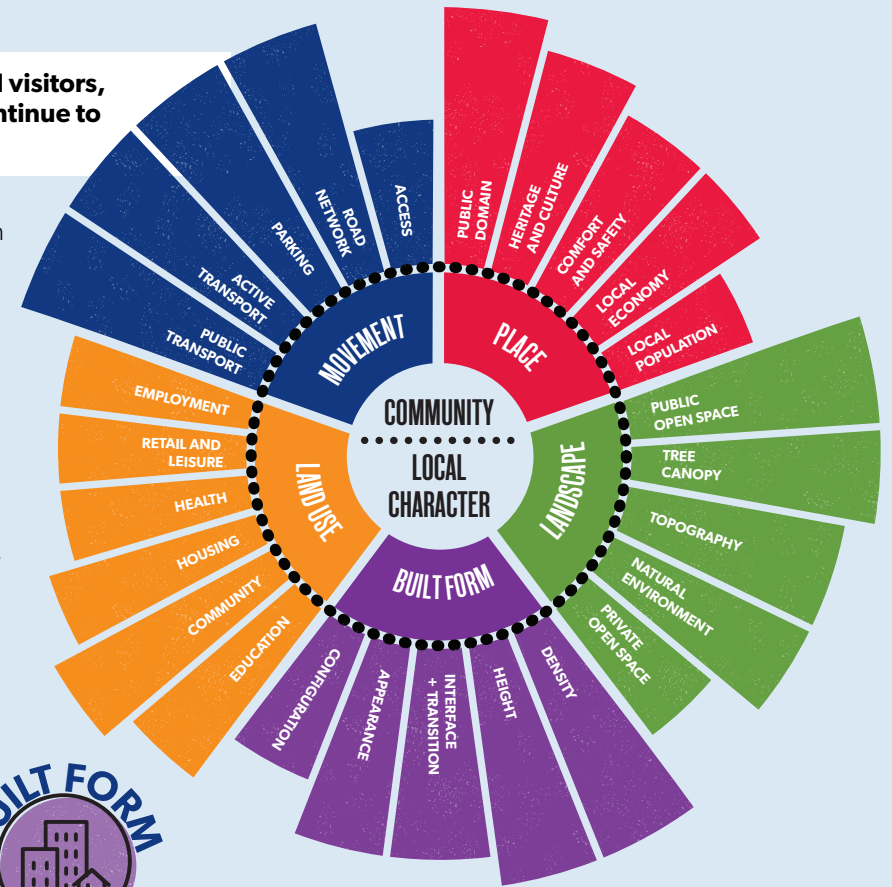 visitors,
tinue to
ACCESS
ROAD
NETWORK
PARKING
ACTIVE
TRANSPORT
PUBLIC
TRANSPORT
MOVEMENT
PUBLIC
DOMAIN
HERITAGE
AND CULTURE
COMFORT
AND SAFETY
LOCAL
ECONOMY
LOCAL
POPULATION
PLACE
PUBLIC
OPEN SPACE
TREE
CANOPY
TOPOGRAPHY
NATURAL
ENVIRONMENT
PRIVATE
OPEN SPACE
LANDSCAPE
COMMUNITY
LOCAL
CHARACTER
EMPLOYMENT
RETAIL AND
LEISURE
HEALTH
HOUSING
COMMUNITY
EDUCATION
LAND USE
BUILT FORM
CONFIGURATION
APPEARANCE
INTERFACE
+ TRANSITION
HEIGHT
DENSITY
UILT FORM